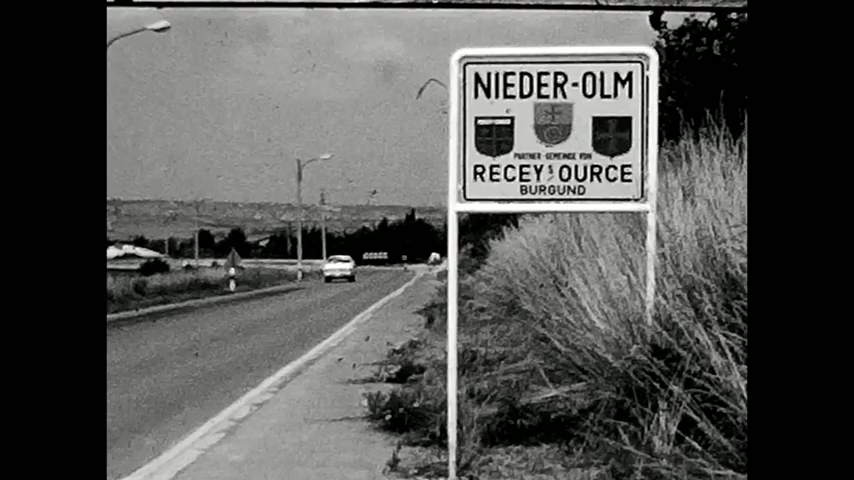 NIEDER-OLM
PARTNER-GEMEINDE VON
RECEY S OURCE
BURGUND